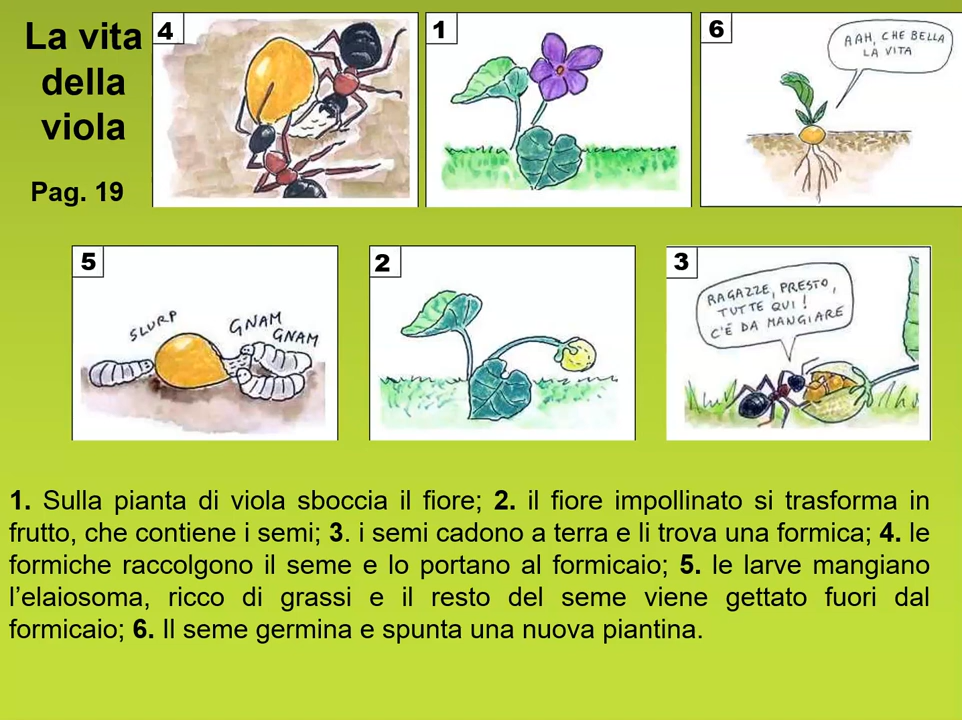 La vita
della
viola
Pag. 19
4
1
6
AAH, CHE BELLA
LA VITA
5
SLURP
GNAM
GNAM
2
3
RAGAZZE, PRESTO,
TUTTE QUI!
C'È DA MANGIARE
1. Sulla pianta di viola sboccia il fiore; 2. il fiore impollinato si trasforma in
frutto, che contiene i semi; 3. i semi cadono a terra e li trova una formica; 4. le
formiche raccolgono il seme e lo portano al formicaio; 5. le larve mangiano
l’elaiosoma, ricco di grassi e il resto del seme viene gettato fuori dal
formicaio; 6. Il seme germina e spunta una nuova piantina.